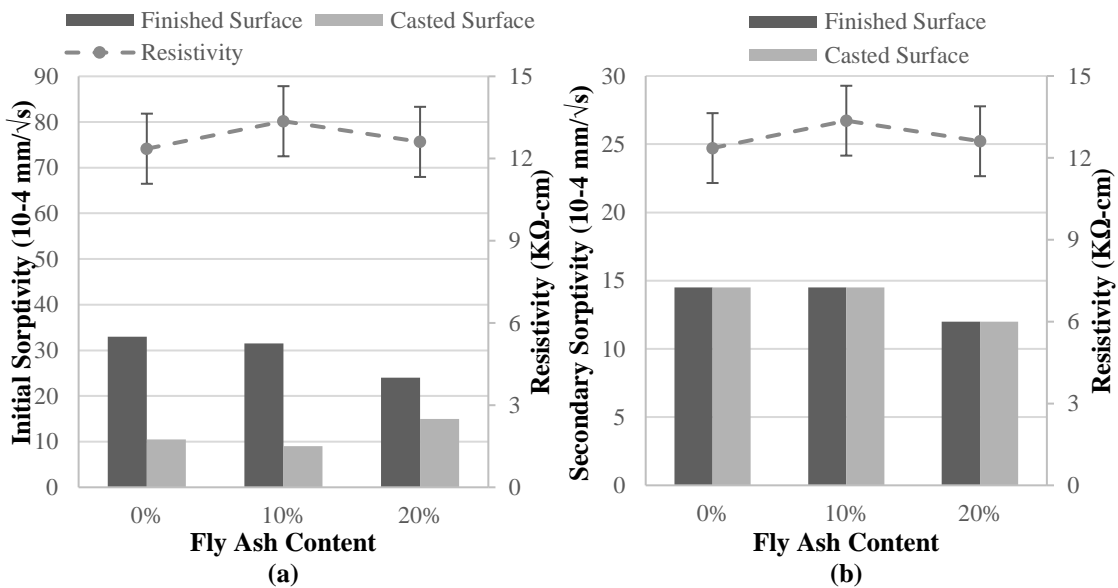 Finished Surface Casted Surface
Resistivity
90
80
70
60
50
40
30
20
10
0
Initial Sorptivity (10-4 mm/√s)
15
12
9
6
3
0
Resistivity (KΩ-cm)
0% 10% 20%
Fly Ash Content
(a)
Finished Surface
Casted Surface
30
25
20
15
10
5
0
Secondary Sorptivity (10-4 mm/√s)
15
12
9
6
3
0
Resistivity (KΩ-cm)
0% 10% 20%
Fly Ash Content
(b)